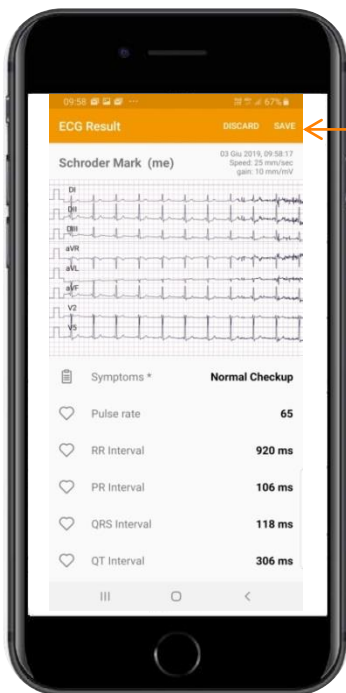 09:58 ... 67%
ECG Result DISCARD SAVE
Schroder Mark (me)
03 Giu 2019, 09:58:17
Speed: 25 mm/sec
gain: 10 mm/mV
DI
DII
DIII
aVR
aVL
aVF
V2
V5
Symptoms * Normal Checkup
Pulse rate 65
RR Interval 920 ms
PR Interval 106 ms
QRS Interval 118 ms
QT Interval 306 ms